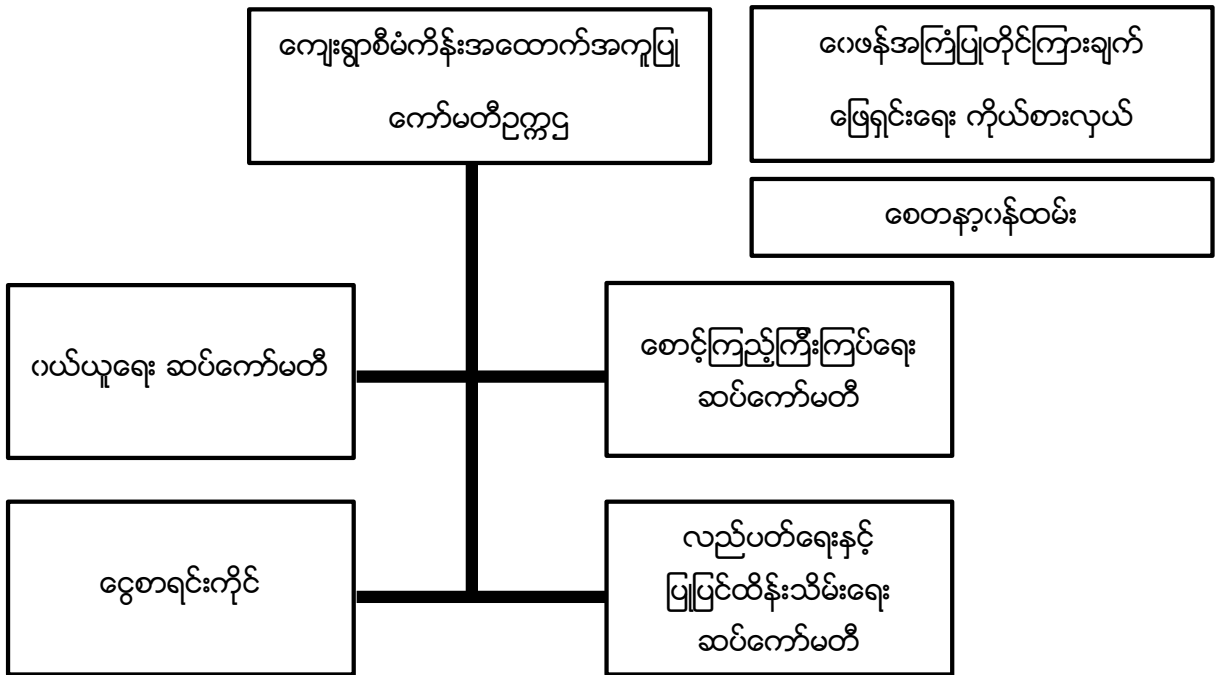 ကျေးရွာစီမံကိန်းအထောက်အကူပြု
ကော်မတီဥက္ကဌ
ဝေဖန်အကြံပြုတိုင်ကြားချက်
ဖြေရှင်းရေး ကိုယ်စားလှယ်
စေတနာ့ဝန်ထမ်း
ဝယ်ယူရေး ဆပ်ကော်မတီ
စောင့်ကြည့်ကြီးကြပ်ရေး
ဆပ်ကော်မတီ
ငွေစာရင်းကိုင်
လည်ပတ်ရေးနှင့်
ပြုပြင်ထိန်းသိမ်းရေး
ဆပ်ကော်မတီ